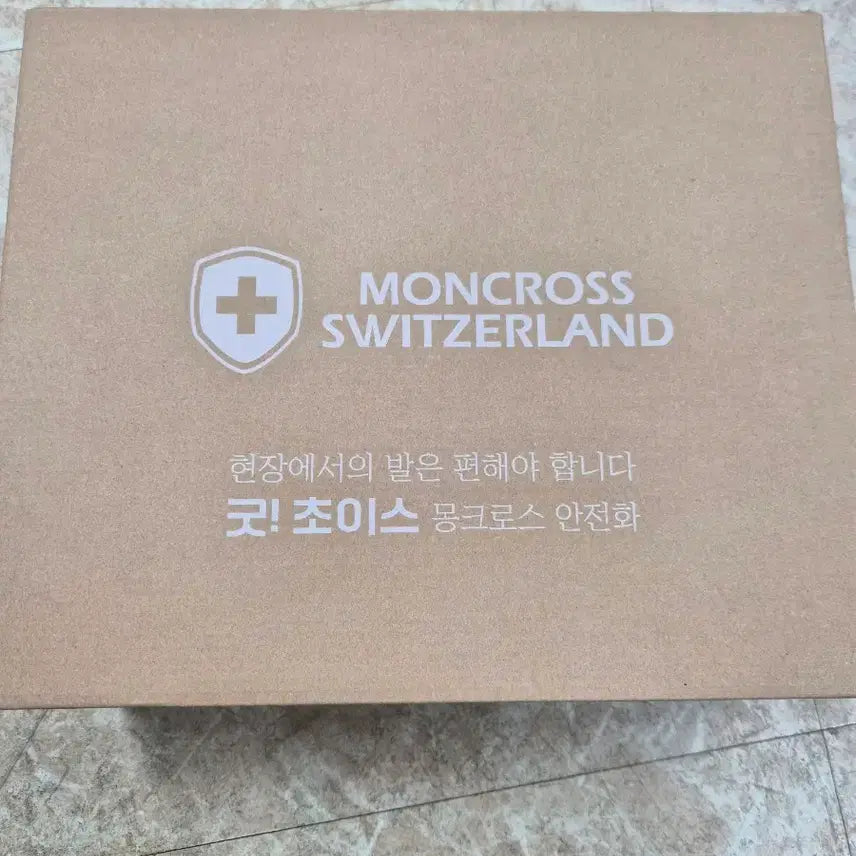 MONCROSS
SWITZERLAND
현장에서의 발은 편해야 합니다
굿! 초이스 몽크로스 안전화